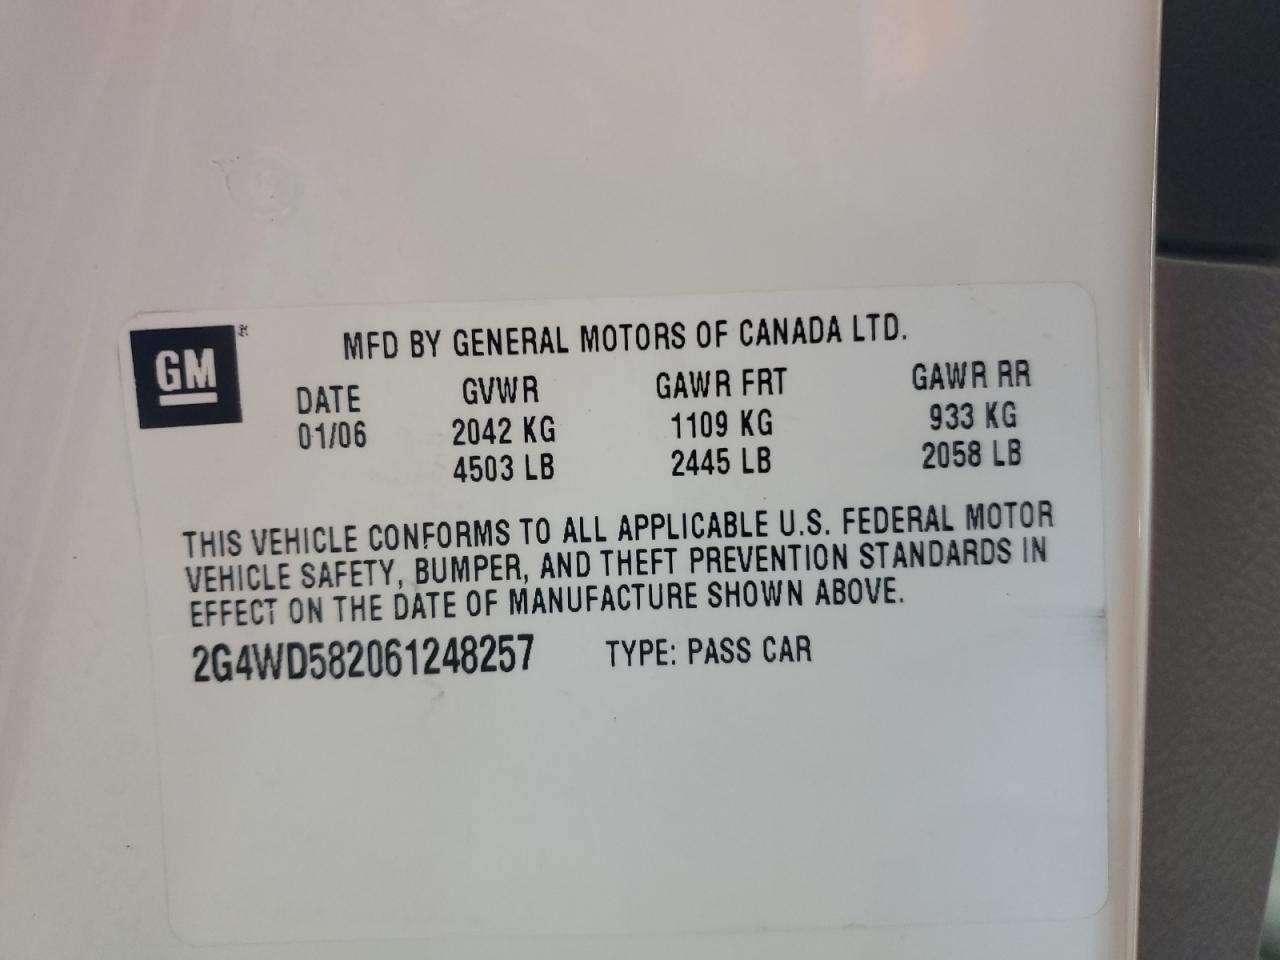 GM ®
MFD BY GENERAL MOTORS OF CANADA LTD.
DATE GVWR GAWR FRT GAWR RR
01/06 2042 KG 1109 KG 933 KG
4503 LB 2445 LB 2058 LB
THIS VEHICLE CONFORMS TO ALL APPLICABLE U.S. FEDERAL MOTOR
VEHICLE SAFETY, BUMPER, AND THEFT PREVENTION STANDARDS IN
EFFECT ON THE DATE OF MANUFACTURE SHOWN ABOVE.
2G4WD582061248257 TYPE: PASS CAR